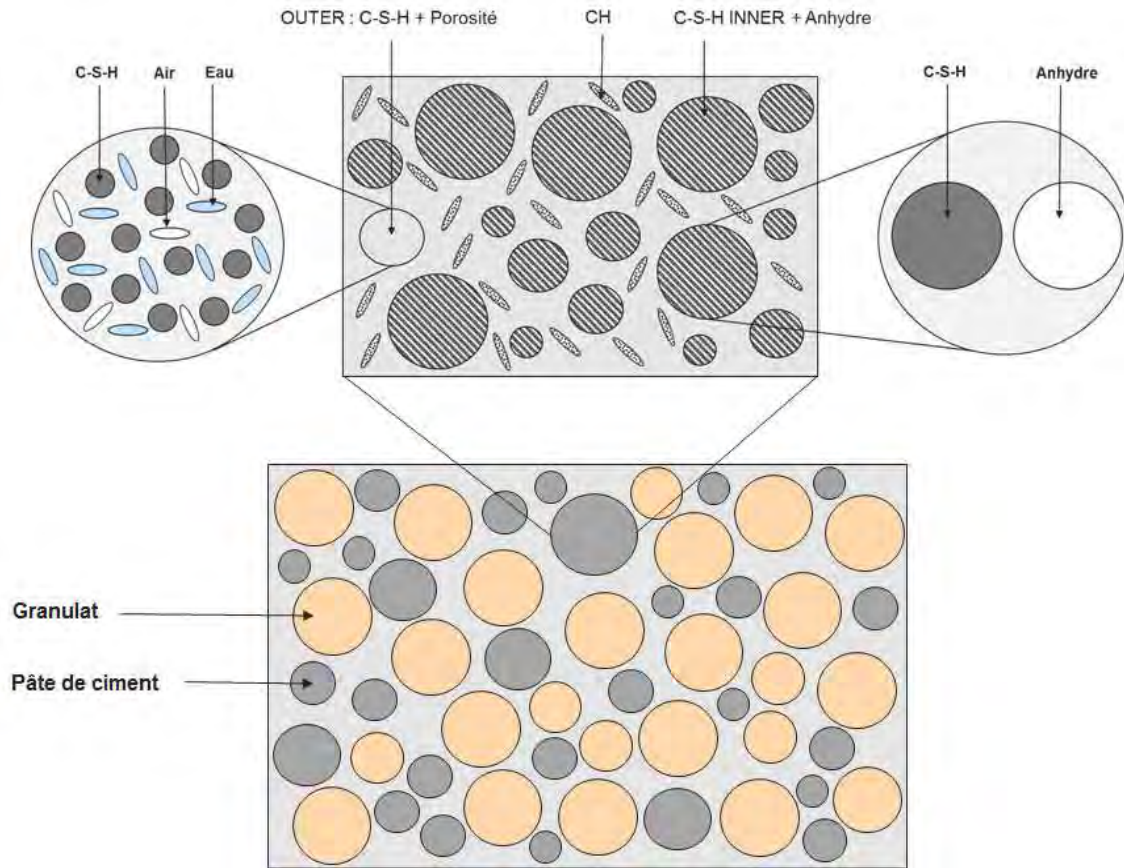 OUTER : C-S-H + Porosité
CH
C-S-H INNER + Anhydre
C-S-H
Air
Eau
C-S-H
Anhydre
Granulat
Pâte de ciment